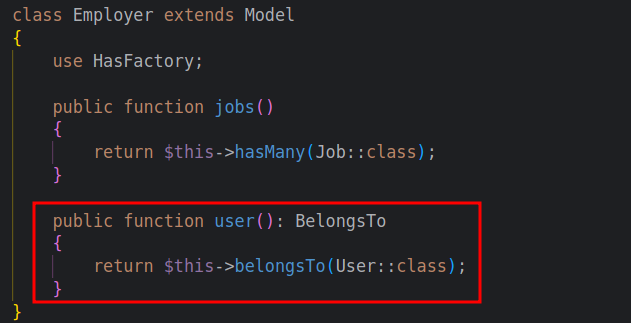 class Employer extends Model
{
    use HasFactory;

    public function jobs()
    {
        return $this->hasMany(Job::class);
    }

    public function user(): BelongsTo
    {
        return $this->belongsTo(User::class);
    }
}